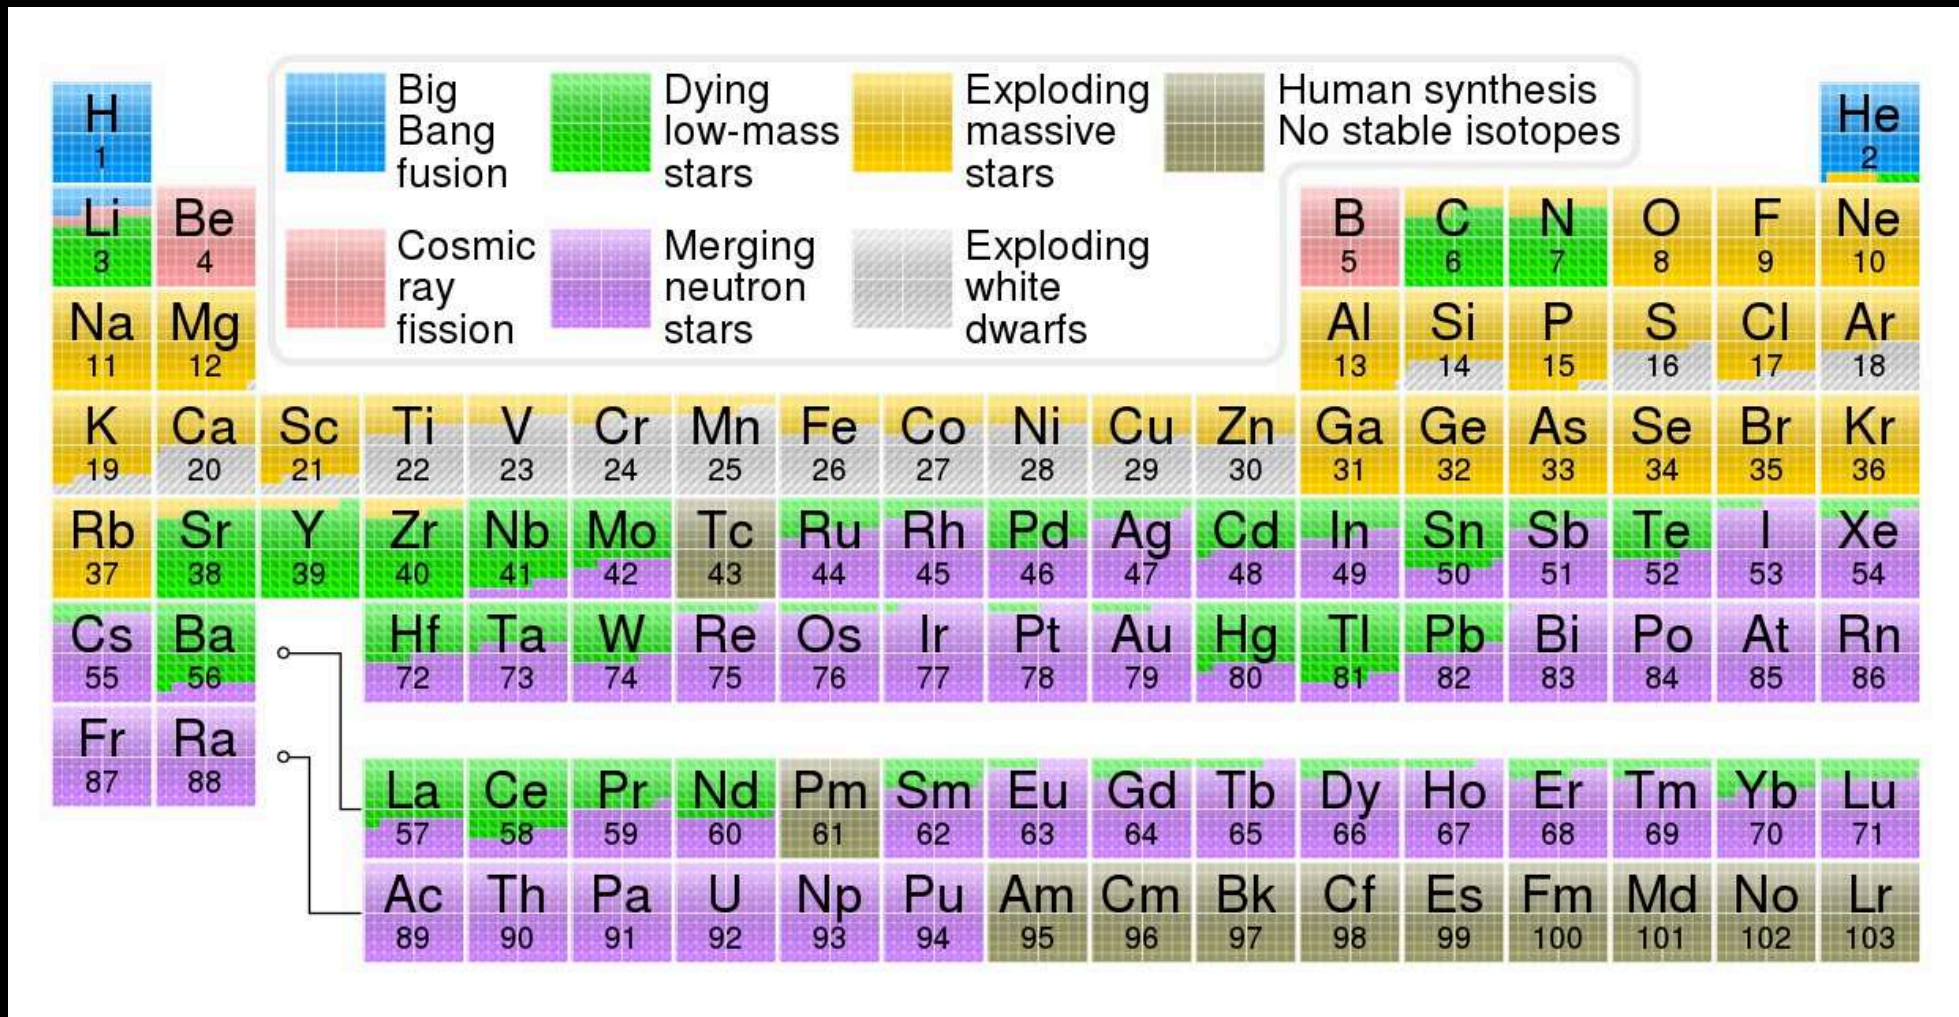 Big
Bang
fusion
Dying
low-mass
stars
Exploding
massive
stars
Human synthesis
No stable isotopes
Cosmic
ray
fission
Merging
neutron
stars
Exploding
white
dwarfs
H He
1 2
Li Be B C N O F Ne
3 4 5 6 7 8 9 10
Na Mg Al Si P S Cl Ar
11 12 13 14 15 16 17 18
K Ca Sc Ti V Cr Mn Fe Co Ni Cu Zn Ga Ge As Se Br Kr
19 20 21 22 23 24 25 26 27 28 29 30 31 32 33 34 35 36
Rb Sr Y Zr Nb Mo Tc Ru Rh Pd Ag Cd In Sn Sb Te I Xe
37 38 39 40 41 42 43 44 45 46 47 48 49 50 51 52 53 54
Cs Ba Hf Ta W Re Os Ir Pt Au Hg Tl Pb Bi Po At Rn
55 56 72 73 74 75 76 77 78 79 80 81 82 83 84 85 86
Fr Ra
87 88
La Ce Pr Nd Pm Sm Eu Gd Tb Dy Ho Er Tm Yb Lu
57 58 59 60 61 62 63 64 65 66 67 68 69 70 71
Ac Th Pa U Np Pu Am Cm Bk Cf Es Fm Md No Lr
89 90 91 92 93 94 95 96 97 98 99 100 101 102 103